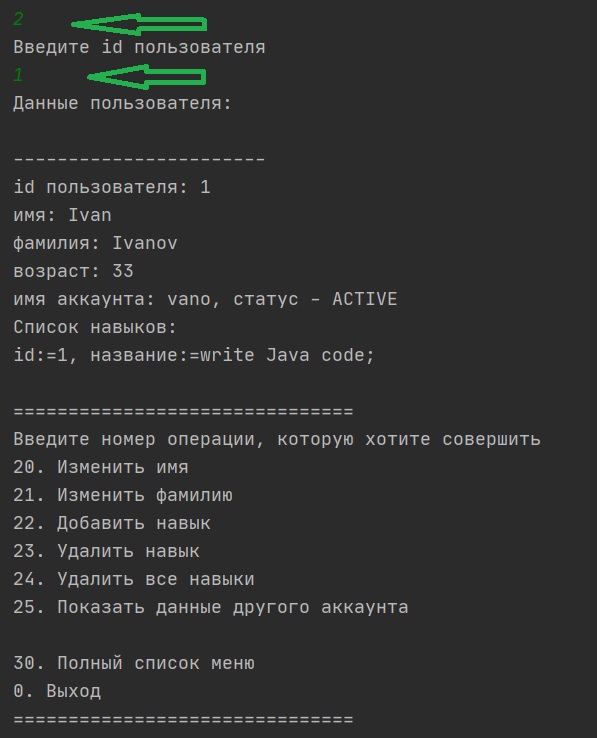 2
Введите id пользователя
1
Данные пользователя:
-----------------------
id пользователя: 1
имя: Ivan
фамилия: Ivanov
возраст: 33
имя аккаунта: vano, статус - ACTIVE
Список навыков:
id:=1, название:=write Java code;
===============================
Введите номер операции, которую хотите совершить
20. Изменить имя
21. Изменить фамилию
22. Добавить навык
23. Удалить навык
24. Удалить все навыки
25. Показать данные другого аккаунта
30. Полный список меню
0. Выход
===============================